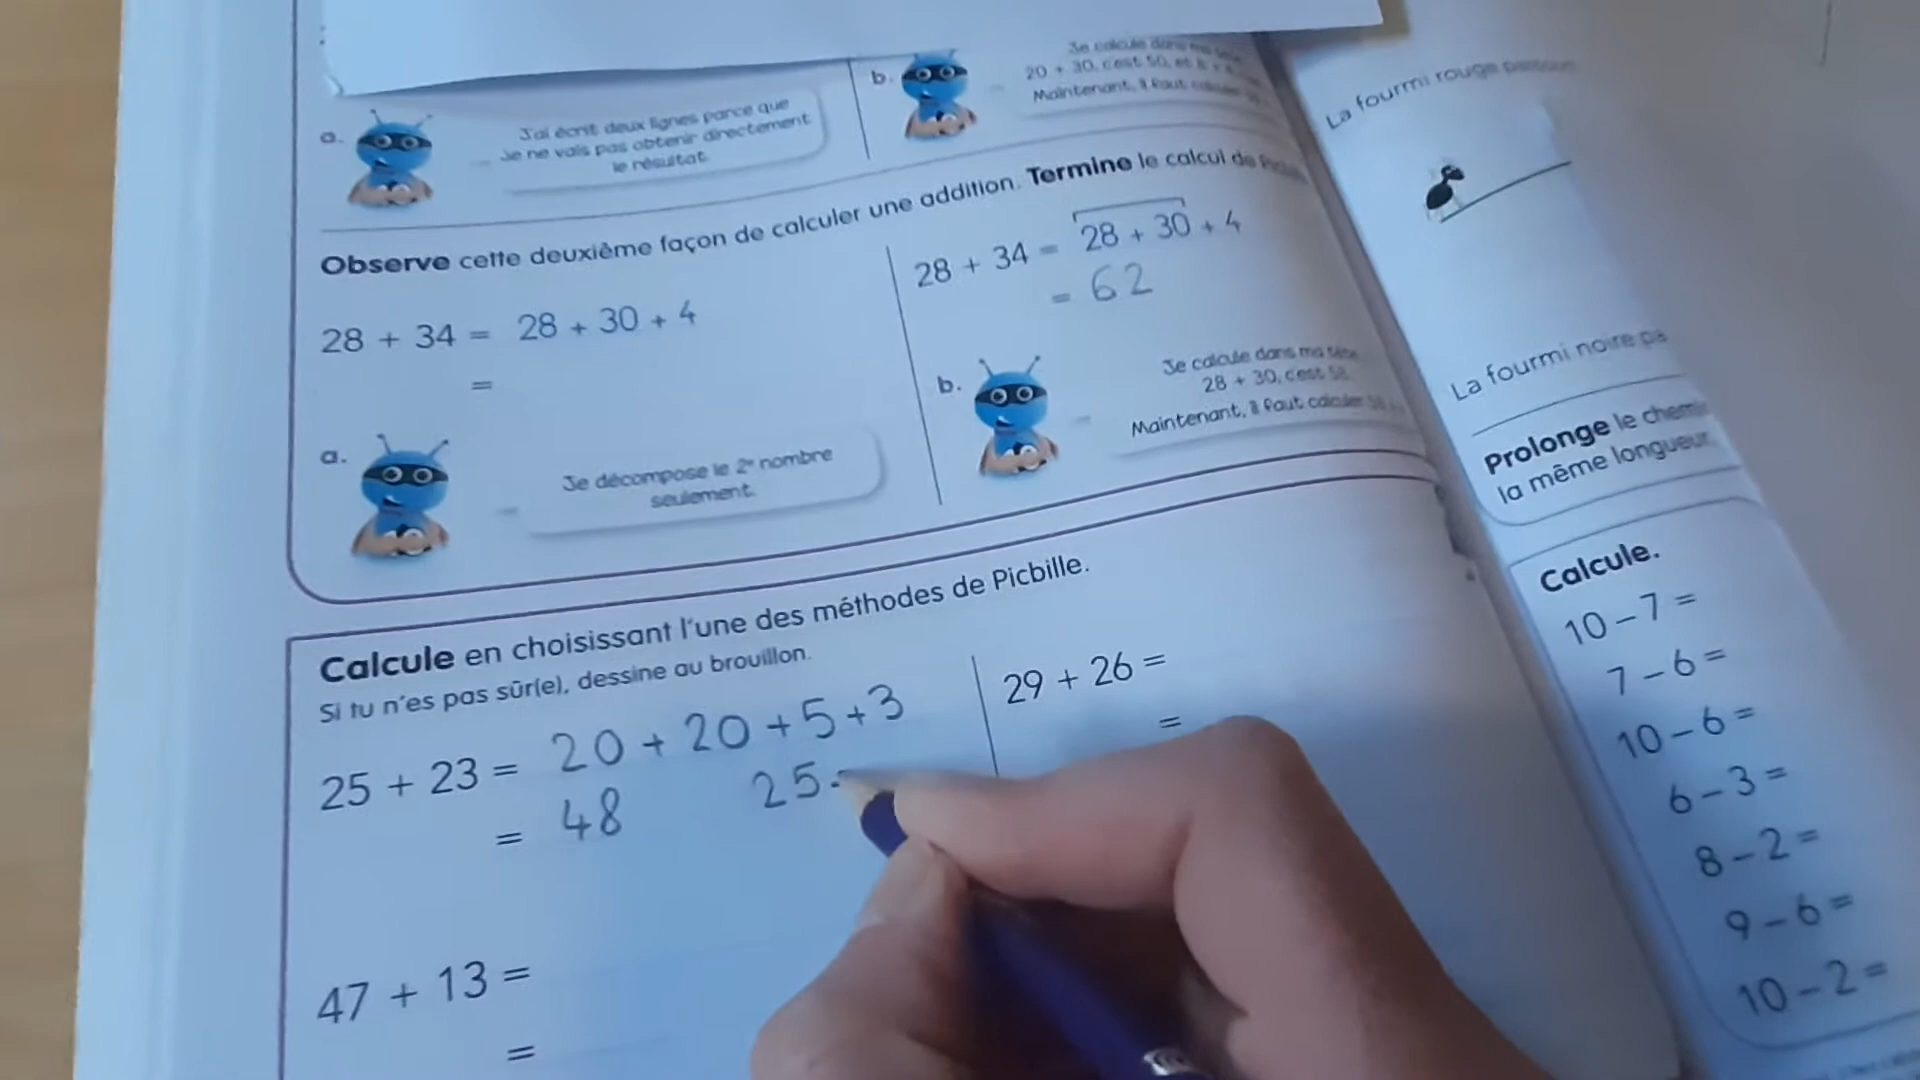 a.
J'ai écrit deux lignes parce que
je ne vais pas obtenir directement
le résultat.
b.
Je calcule dans ma
20 + 30, c'est 50, et
Maintenant, il faut
Observe cette deuxième façon de calculer une addition. Termine le calcul de
28 + 34 = 28 + 30 + 4
=
a.
Je décompose le 2e nombre
seulement.
28 + 34 = 28 + 30 + 4
= 62
b.
Je calcule dans ma tête
28 + 30, c'est 58.
Maintenant, il faut calculer
Calcule en choisissant l'une des méthodes de Picbille.
Si tu n'es pas sûr(e), dessine au brouillon.
25 + 23 = 20 + 20 + 5 + 3
= 48 25
29 + 26 =
=
47 + 13 =
=
La fourmi rouge
La fourmi noire
Prolonge le chemin
la même longueur
Calcule.
10 – 7 =
7 – 6 =
10 – 6 =
6 – 3 =
8 – 2 =
9 – 6 =
10 – 2 =